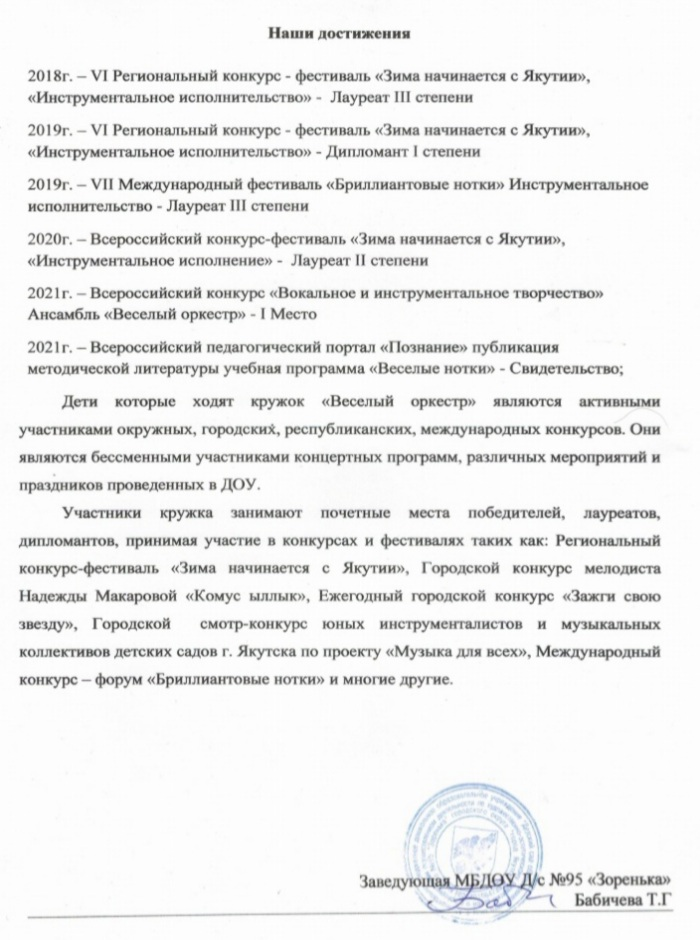 Наши достижения
2018г. – VI Региональный конкурс - фестиваль «Зима начинается с Якутии»,
«Инструментальное исполнительство» - Лауреат III степени
2019г. – VI Региональный конкурс - фестиваль «Зима начинается с Якутии»,
«Инструментальное исполнительство» - Дипломант I степени
2019г. – VII Международный фестиваль «Бриллиантовые нотки» Инструментальное
исполнительство - Лауреат III степени
2020г. – Всероссийский конкурс-фестиваль «Зима начинается с Якутии»,
«Инструментальное исполнение» - Лауреат II степени
2021г. – Всероссийский конкурс «Вокальное и инструментальное творчество»
Ансамбль «Веселый оркестр» - I Место
2021г. – Всероссийский педагогический портал «Познание» публикация
методической литературы учебная программа «Веселые нотки» - Свидетельство;
Дети которые ходят кружок «Веселый оркестр» являются активными
участниками окружных, городских, республиканских, международных конкурсов. Они
являются бессменными участниками концертных программ, различных мероприятий и
праздников проведенных в ДОУ.
Участники кружка занимают почетные места победителей, лауреатов,
дипломантов, принимая участие в конкурсах и фестивалях таких как: Региональный
конкурс-фестиваль «Зима начинается с Якутии», Городской конкурс мелодиста
Надежды Макаровой «Комус ыллык», Ежегодный городской конкурс «Зажги свою
звезду», Городской смотр-конкурс юных инструменталистов и музыкальных
коллективов детских садов г. Якутска по проекту «Музыка для всех», Международный
конкурс – форум «Бриллиантовые нотки» и многие другие.
Заведующая МБДОУ Д/с №95 «Зоренька»
Бабичева Т.Г